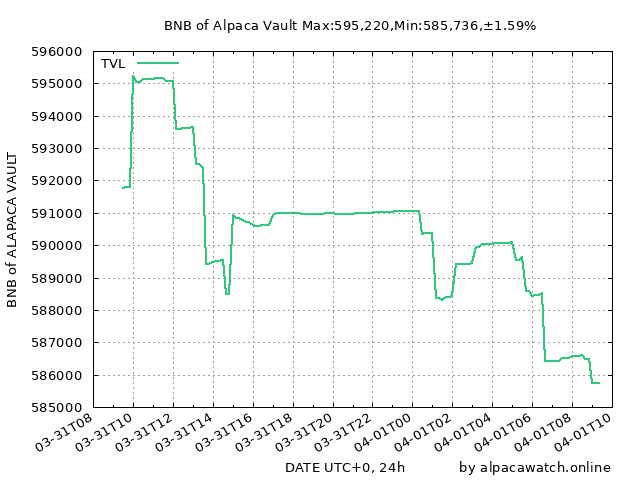 BNB of Alpaca Vault Max:595,220,Min:585,736,±1.59%
TVL
BNB of ALAPACA VAULT
596000
595000
594000
593000
592000
591000
590000
589000
588000
587000
586000
585000
03-31T08
03-31T10
03-31T12
03-31T14
03-31T16
03-31T18
03-31T20
03-31T22
04-01T00
04-01T02
04-01T04
04-01T06
04-01T08
04-01T10
DATE UTC+0, 24h
by alpacawatch.online